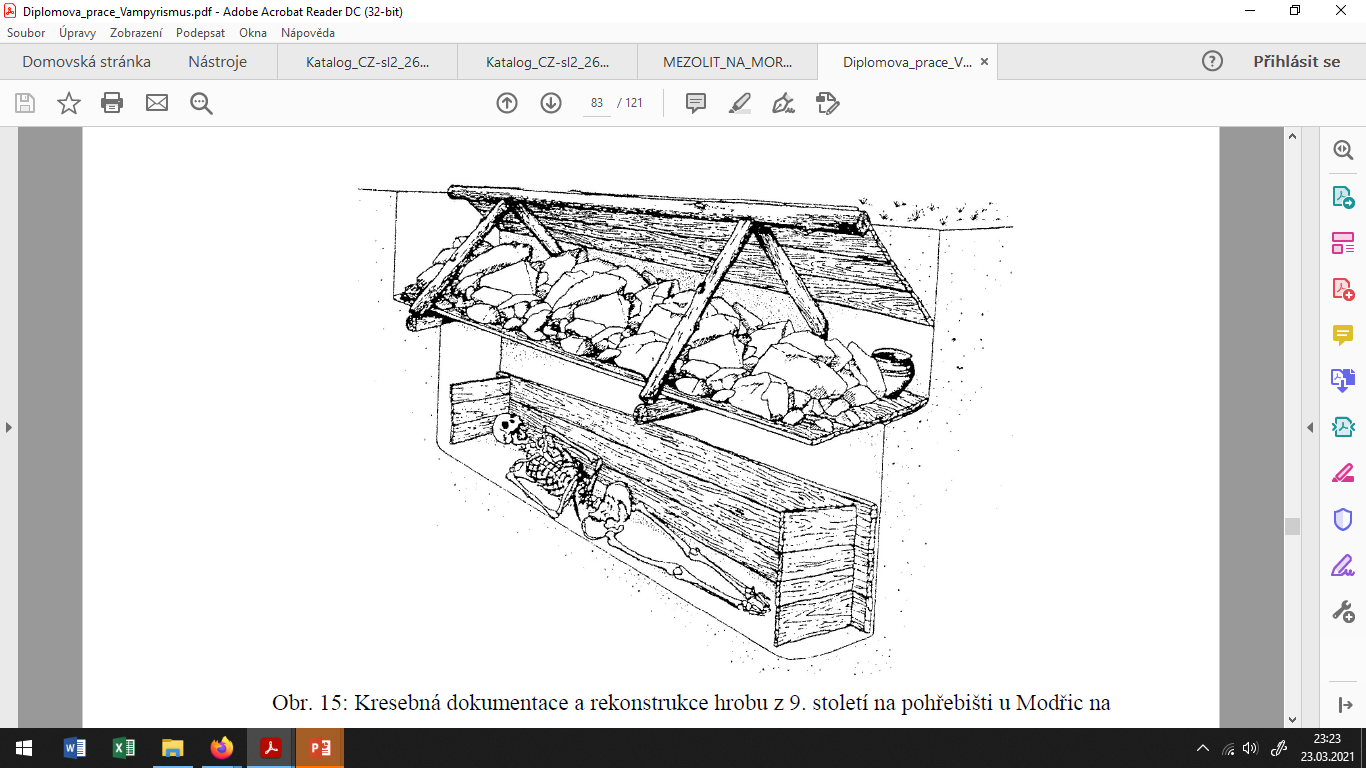 Diplomova_prace_Vampyrismus.pdf - Adobe Acrobat Reader DC (32-bit)
Soubor Úpravy Zobrazení Podepsat Okna Nápověda
Domovská stránka Nástroje Katalog_CZ-sl2_26... Katalog_CZ-sl2_26... MEZOLIT_NA_MOR... Diplomova_prace_V... Přihlásit se
83 / 121
Obr. 15: Kresebná dokumentace a rekonstrukce hrobu z 9. století na pohřebišti u Modřic na
23:23
23.03.2021